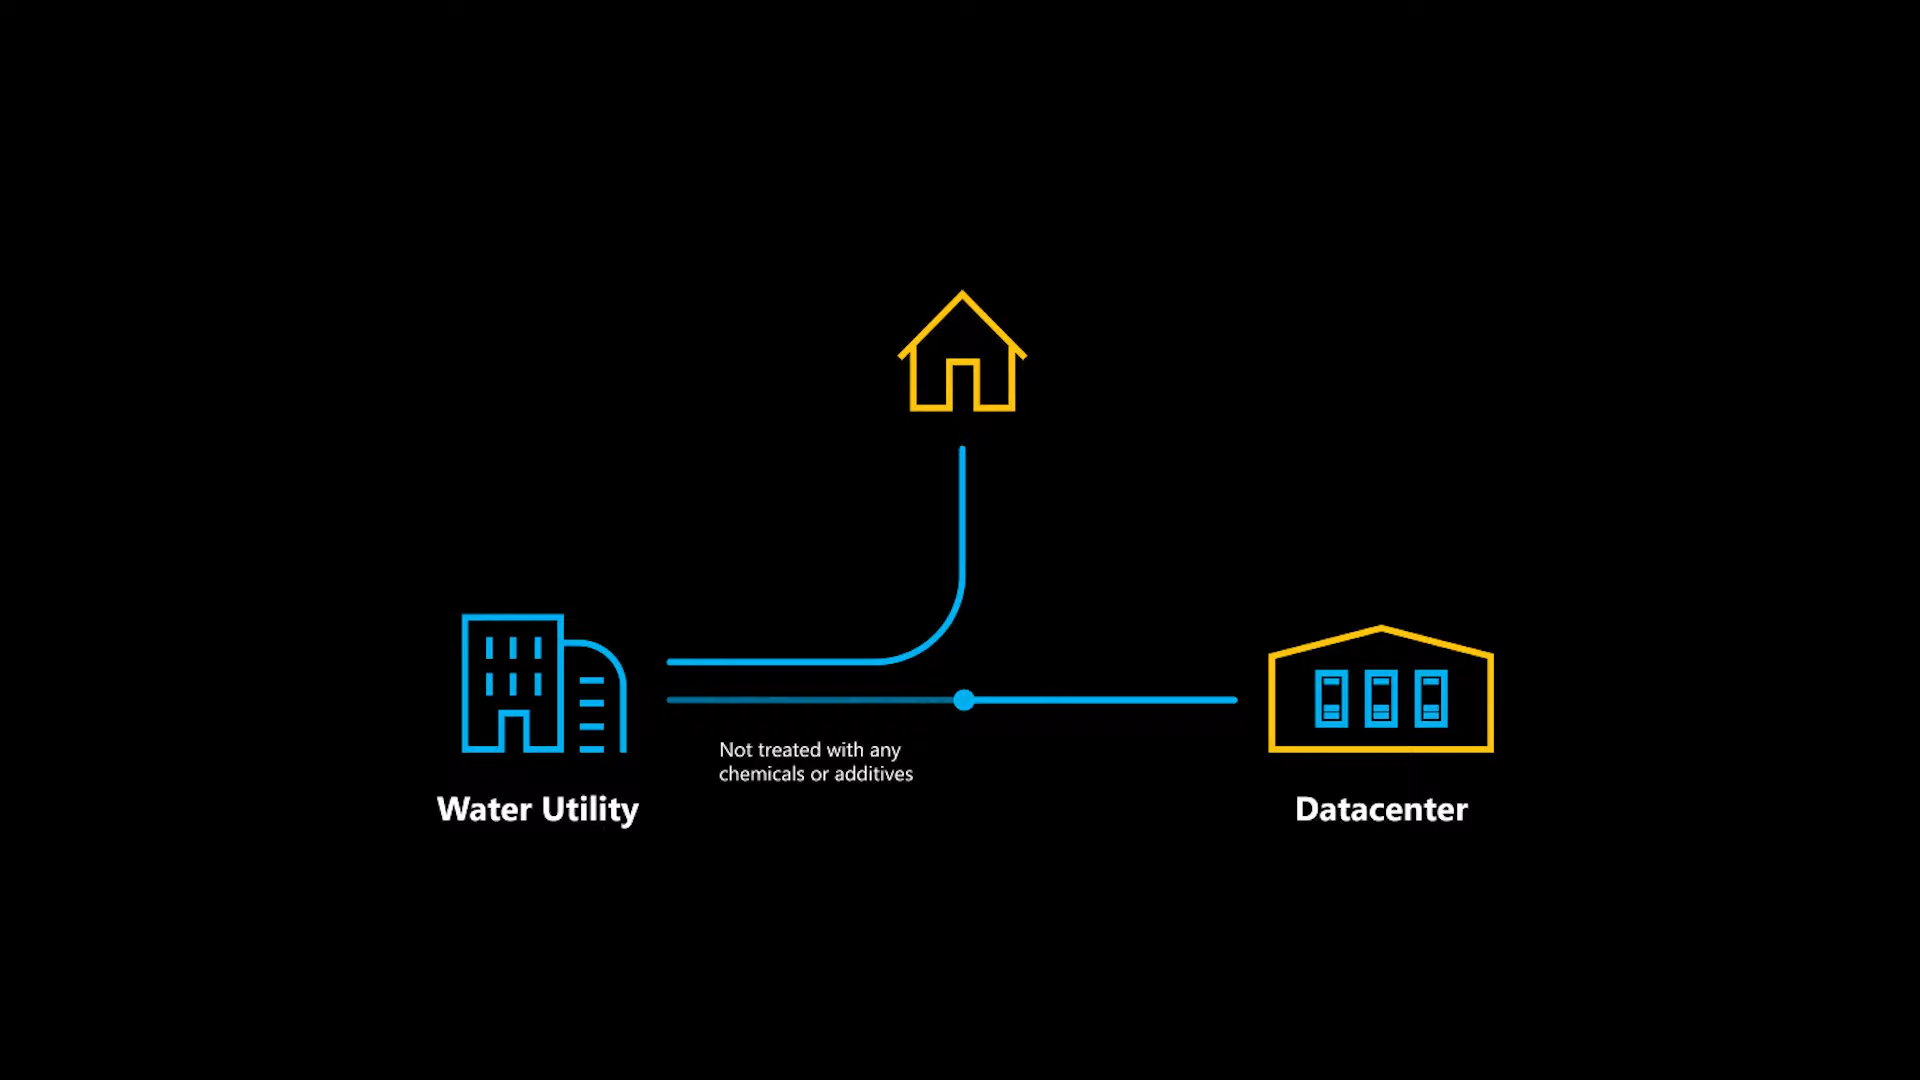 Not treated with any
chemicals or additives
Water Utility
Datacenter